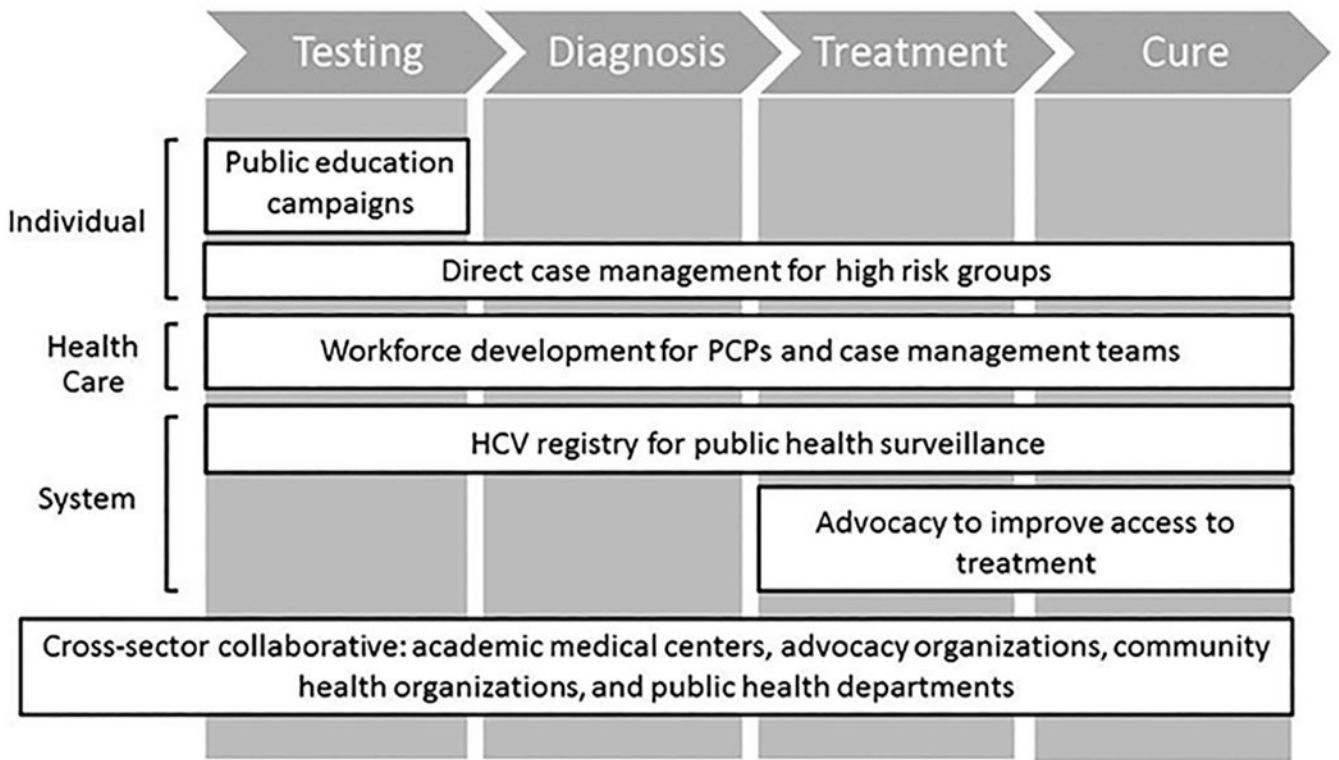 Testing
Diagnosis
Treatment
Cure
Individual
Public education
campaigns
Direct case management for high risk groups
Health
Care
Workforce development for PCPs and case management teams
System
HCV registry for public health surveillance
Advocacy to improve access to
treatment
Cross-sector collaborative: academic medical centers, advocacy organizations, community
health organizations, and public health departments